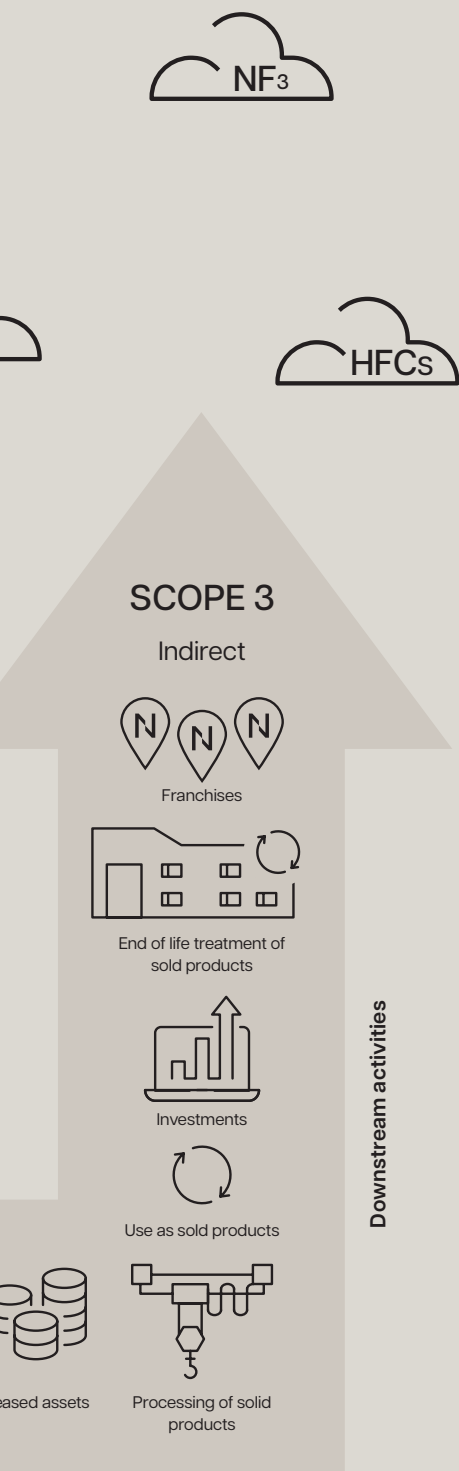 NF3
HFCs
SCOPE 3
Indirect
N N N
Franchises
End of life treatment of
sold products
Investments
Downstream activities
Use as sold products
eased assets
Processing of solid
products